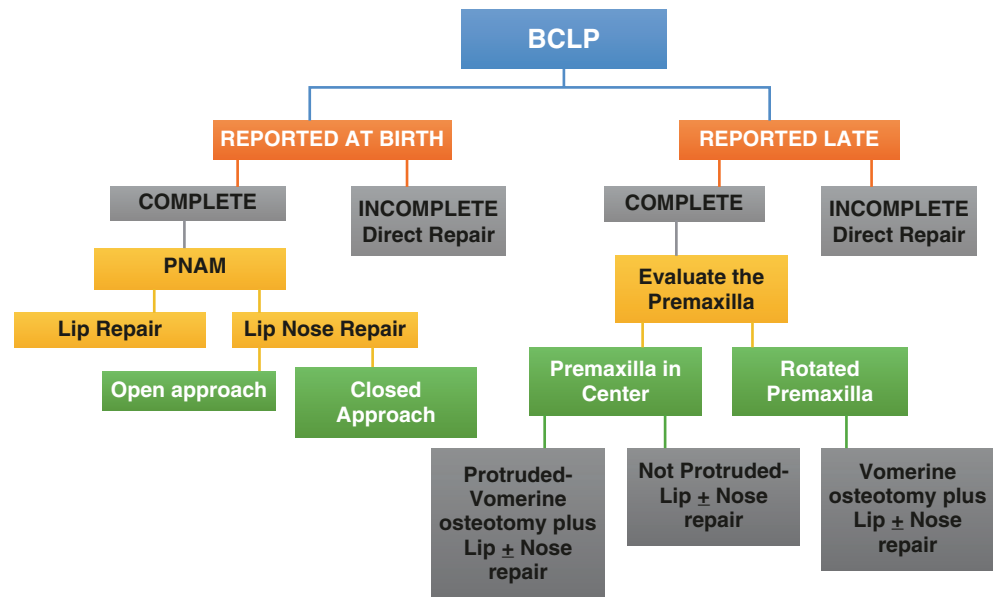 BCLP
REPORTED AT BIRTH
REPORTED LATE
COMPLETE
INCOMPLETE
Direct Repair
COMPLETE
INCOMPLETE
Direct Repair
PNAM
Evaluate the
Premaxilla
Lip Repair
Lip Nose Repair
Open approach
Closed
Approach
Premaxilla in
Center
Rotated
Premaxilla
Protruded-
Vomerine
osteotomy plus
Lip ± Nose
repair
Not Protruded-
Lip ± Nose
repair
Vomerine
osteotomy plus
Lip ± Nose
repair